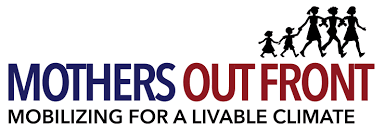 MOTHERS OUT FRONT
MOBILIZING FOR A LIVABLE CLIMATE